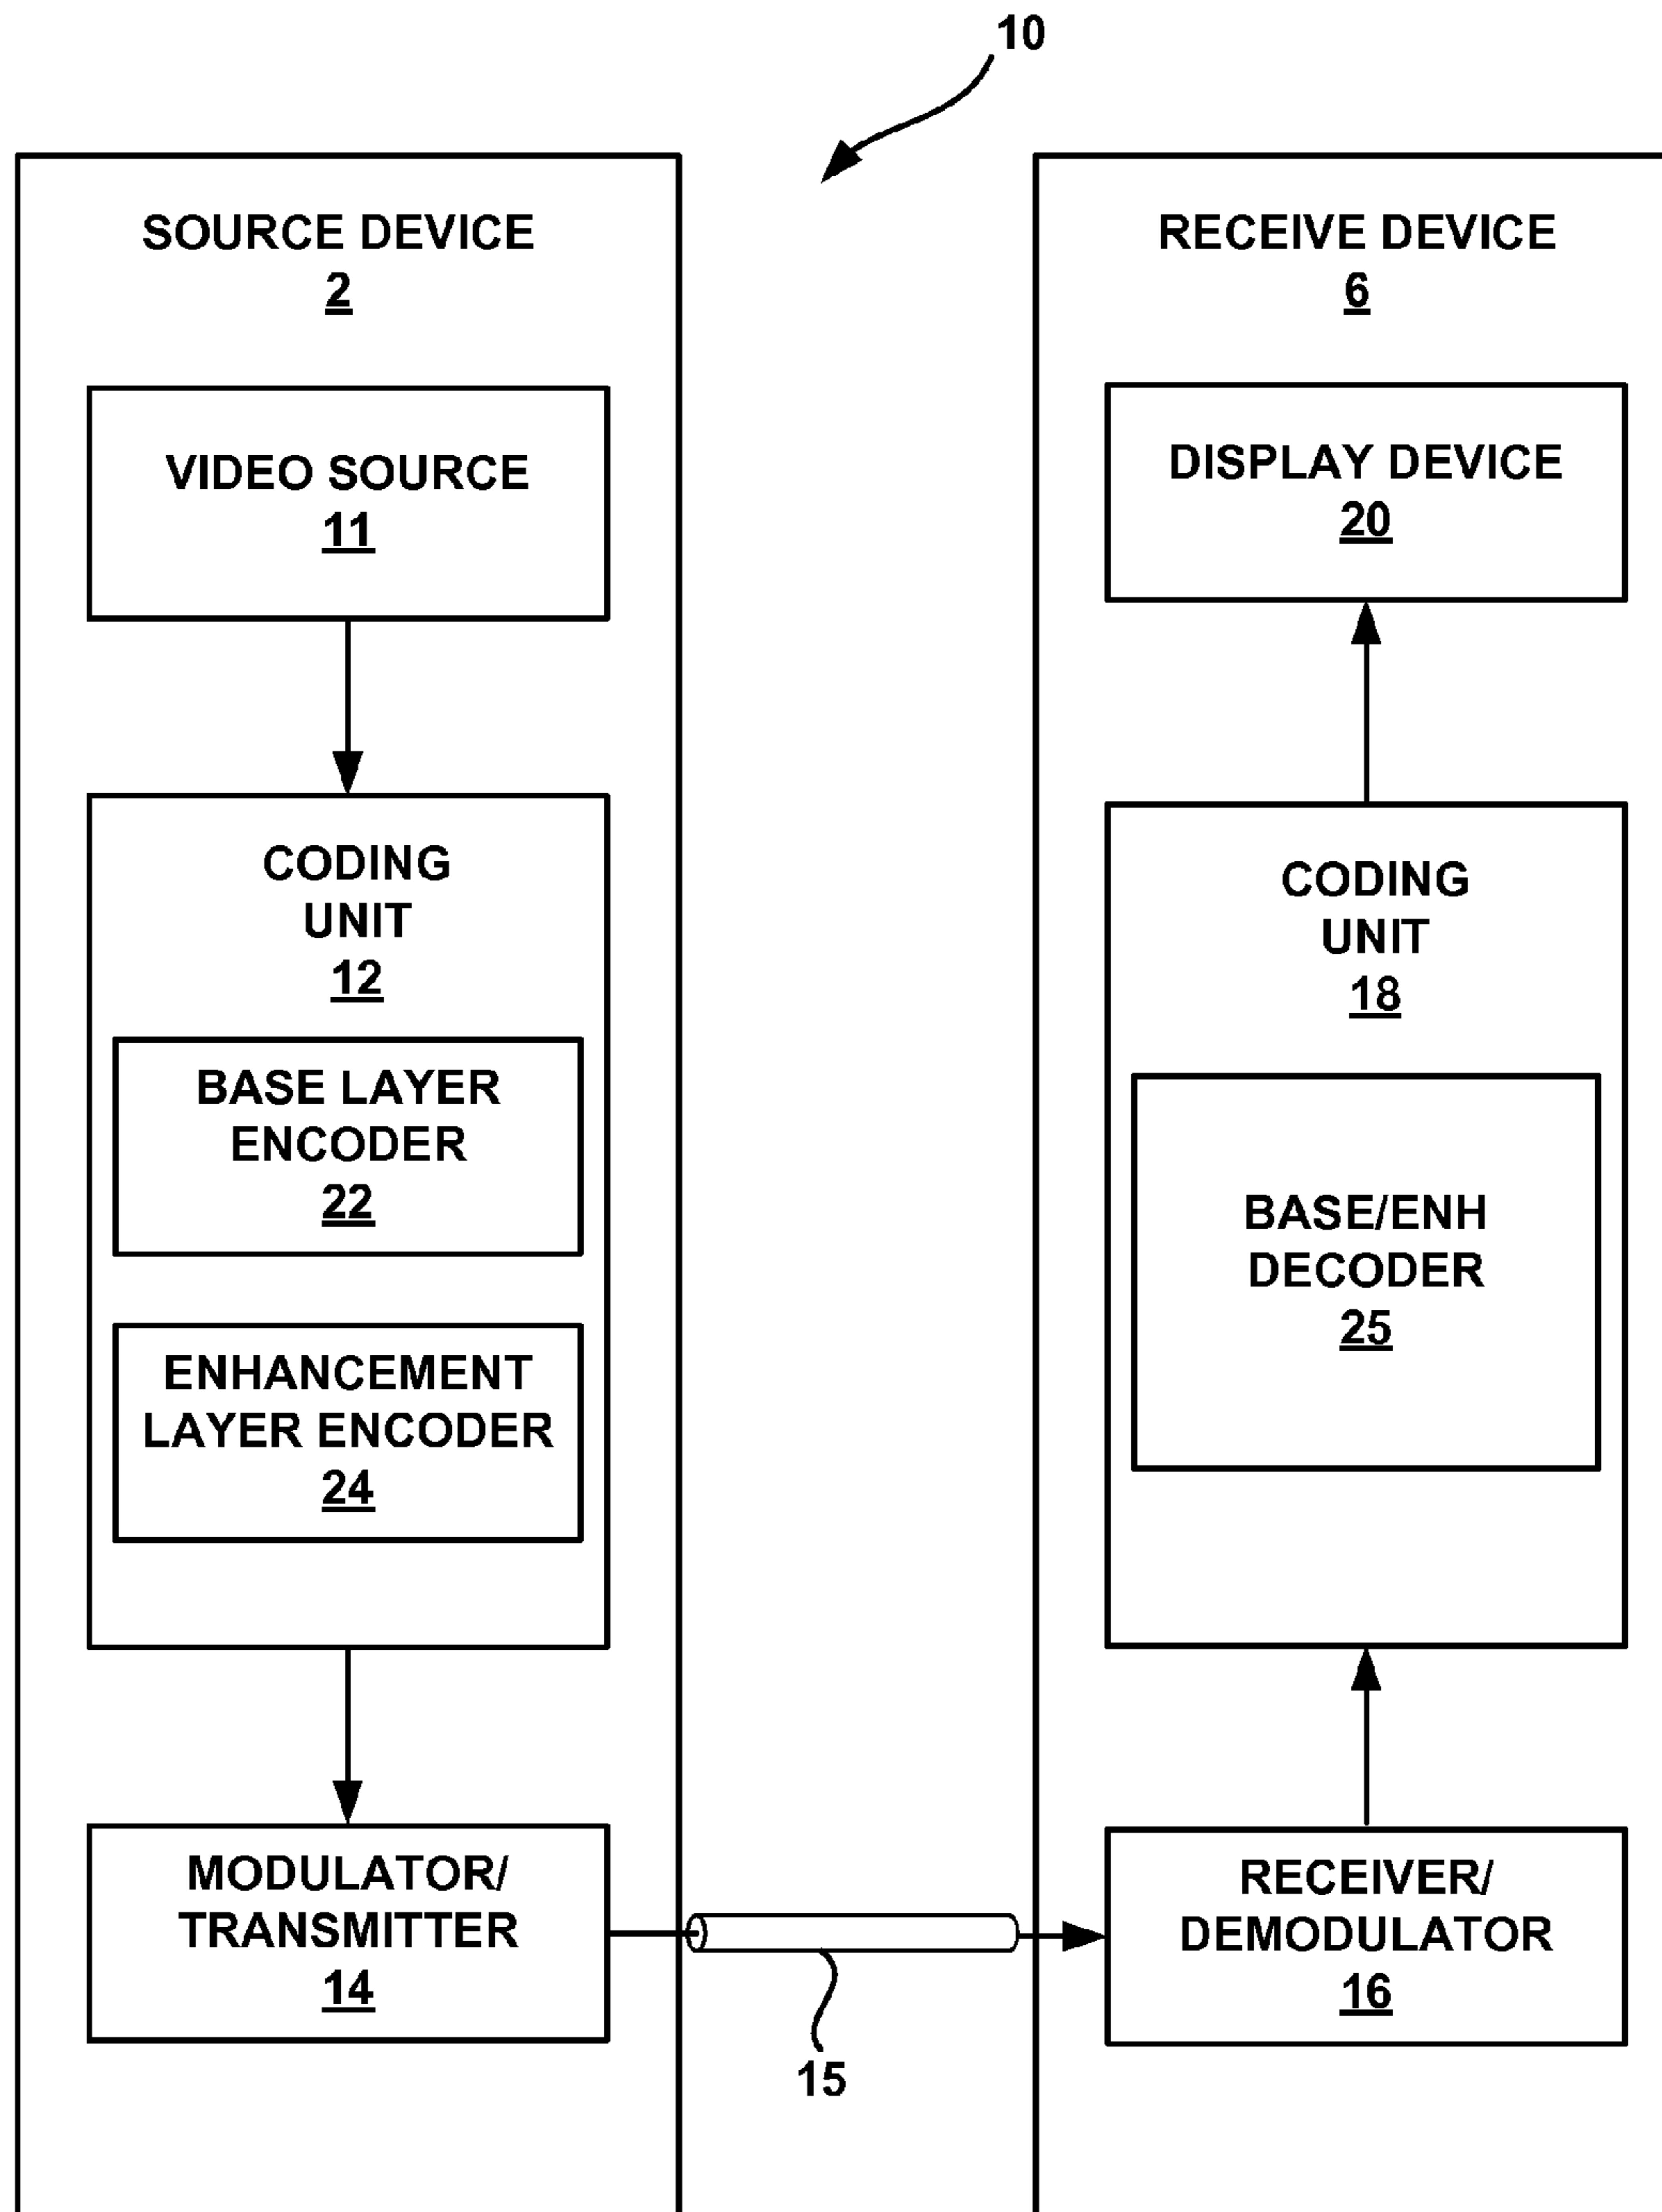 10
SOURCE DEVICE
2
VIDEO SOURCE
11
CODING
UNIT
12
BASE LAYER
ENCODER
22
ENHANCEMENT
LAYER ENCODER
24
MODULATOR/
TRANSMITTER
14
15
RECEIVE DEVICE
6
DISPLAY DEVICE
20
CODING
UNIT
18
BASE/ENH
DECODER
25
RECEIVER/
DEMODULATOR
16